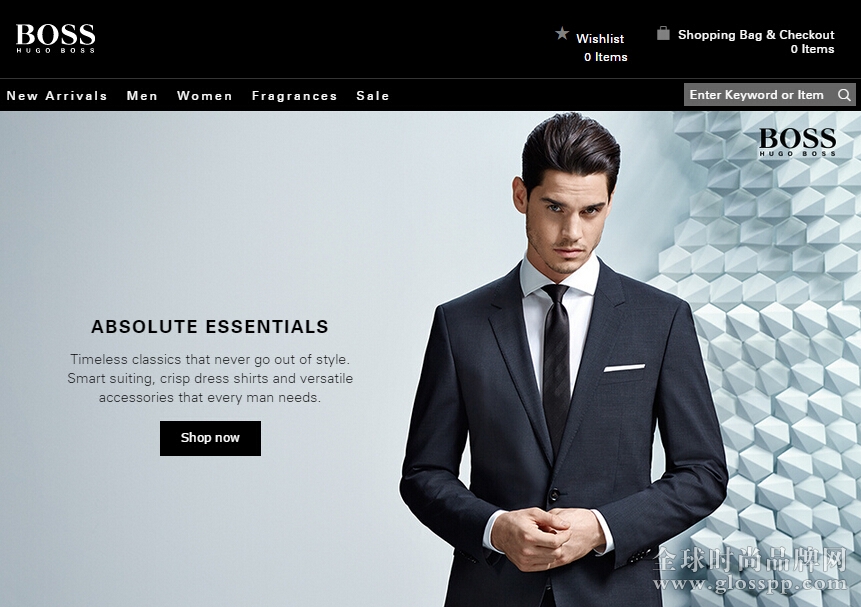 BOSS
HUGO BOSS
Wishlist
0 Items
Shopping Bag & Checkout
0 Items
New Arrivals Men Women Fragrances Sale
Enter Keyword or Item
BOSS
HUGO BOSS
ABSOLUTE ESSENTIALS
Timeless classics that never go out of style.
Smart suiting, crisp dress shirts and versatile
accessories that every man needs.
Shop now
全球时尚品牌网
www.glosspp.com